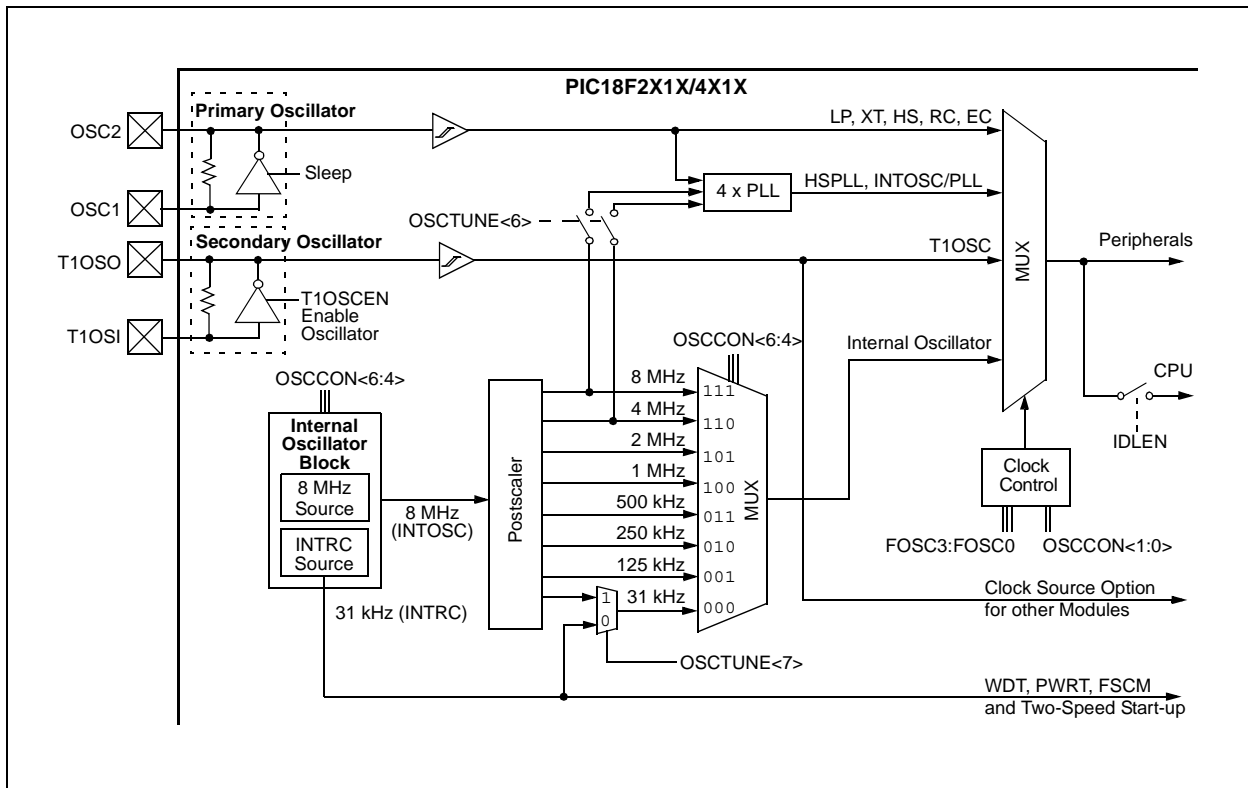 PIC18F2X1X/4X1X
Primary Oscillator
OSC2
LP, XT, HS, RC, EC
Sleep
OSC1
4 x PLL
HSPLL, INTOSC/PLL
OSCTUNE<6>
Secondary Oscillator
T1OSO
T1OSC
Peripherals
MUX
T1OSCEN
Enable
Oscillator
T1OSI
Internal Oscillator
OSCCON<6:4>
OSCCON<6:4>
CPU
IDLEN
Internal
Oscillator
Block
8 MHz
Source
INTRC
Source
8 MHz
(INTOSC)
31 kHz (INTRC)
Postscaler
8 MHz
111
4 MHz
110
2 MHz
101
1 MHz
100
500 kHz
011
250 kHz
010
125 kHz
001
31 kHz
000
MUX
1
0
OSCTUNE<7>
Clock
Control
FOSC3:FOSC0
OSCCON<1:0>
Clock Source Option
for other Modules
WDT, PWRT, FSCM
and Two-Speed Start-up